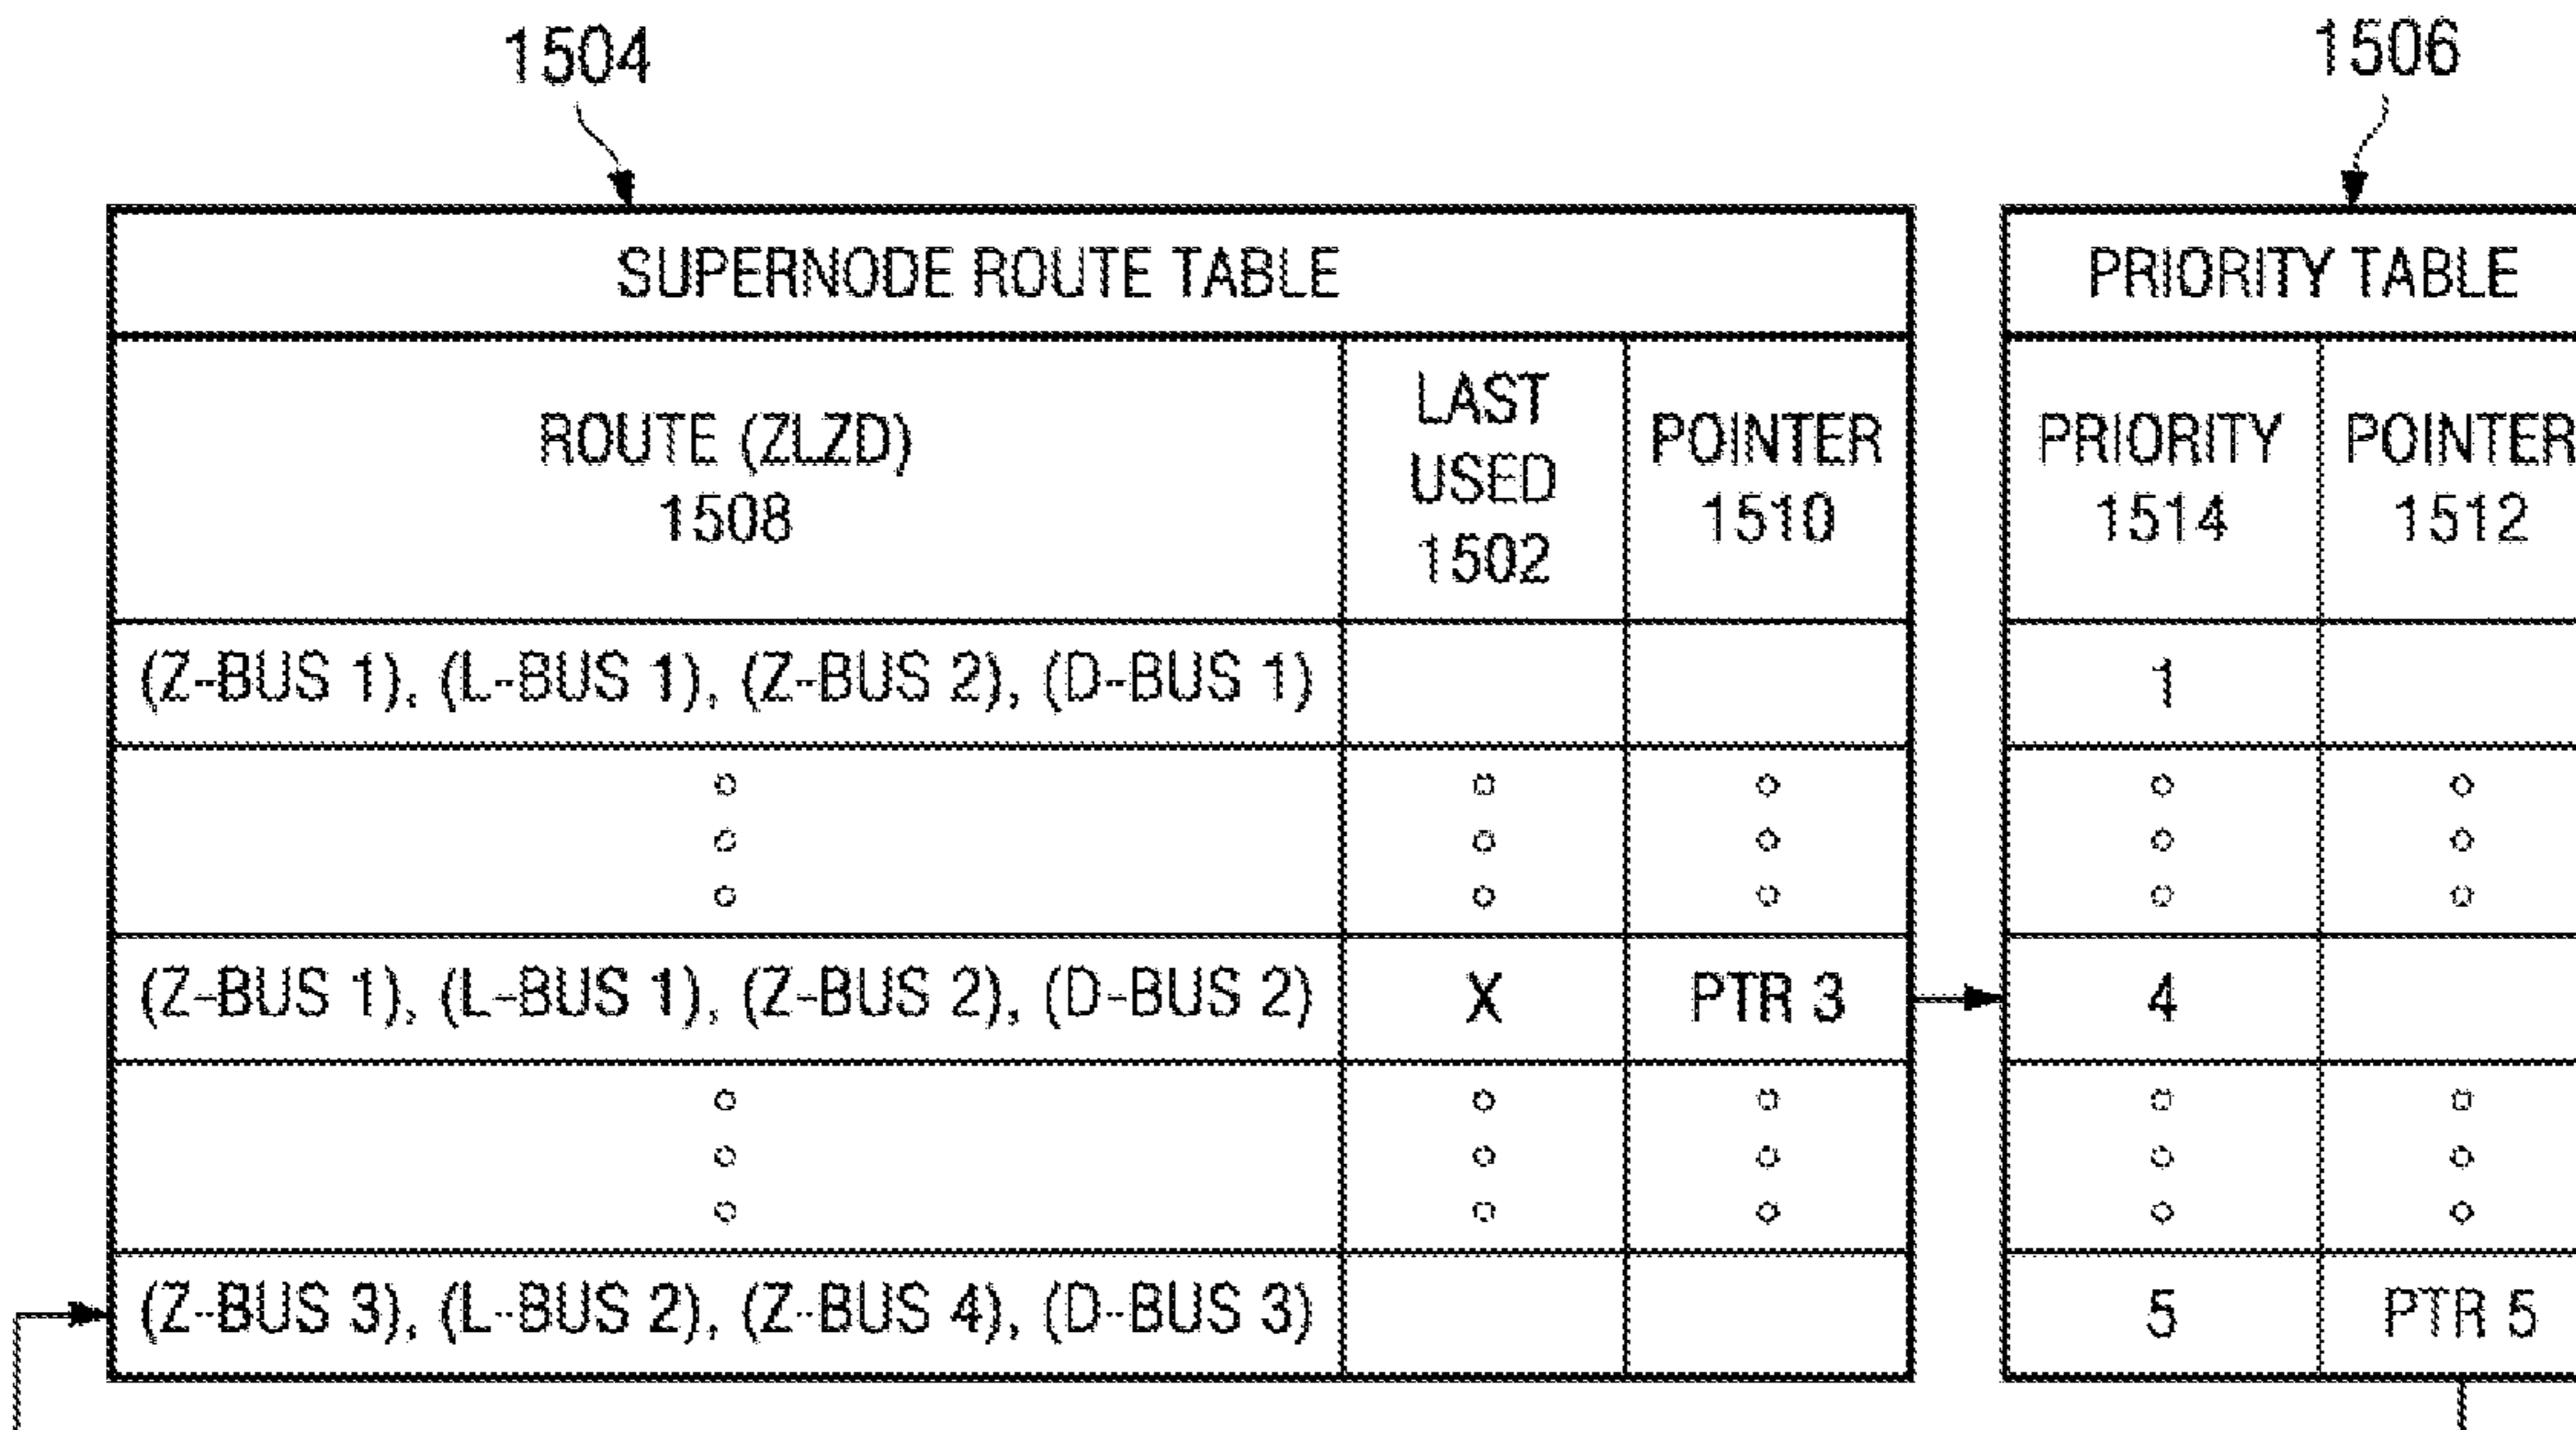 1504
1506
SUPERNODE ROUTE TABLE
PRIORITY TABLE
ROUTE (ZLZD)
1508
LAST
USED
1502
POINTER
1510
PRIORITY
1514
POINTER
1512
(Z-BUS 1), (L-BUS 1), (Z-BUS 2), (D-BUS 1)
1
(Z-BUS 1), (L-BUS 1), (Z-BUS 2), (D-BUS 2)
X
PTR 3
4
(Z-BUS 3), (L-BUS 2), (Z-BUS 4), (D-BUS 3)
5
PTR 5